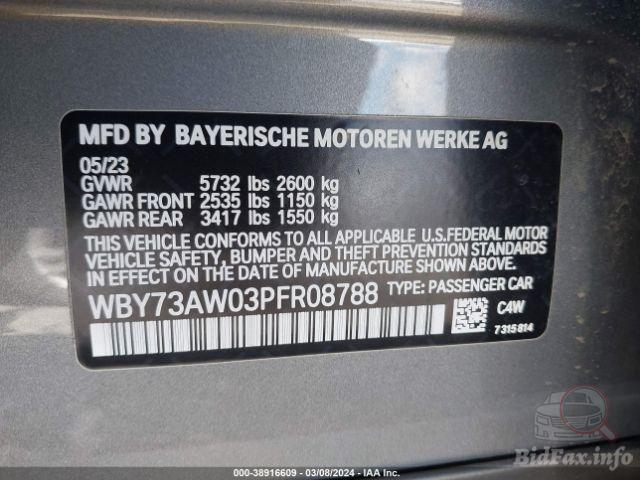 MFD BY BAYERISCHE MOTOREN WERKE AG
05/23
GVWR 5732 lbs 2600 kg
GAWR FRONT 2535 lbs 1150 kg
GAWR REAR 3417 lbs 1550 kg
THIS VEHICLE CONFORMS TO ALL APPLICABLE U.S.FEDERAL MOTOR
VEHICLE SAFETY, BUMPER AND THEFT PREVENTION STANDARDS
IN EFFECT ON THE DATE OF MANUFACTURE SHOWN ABOVE.
WBY73AW03PFR08788 TYPE: PASSENGER CAR
C4W
7315814
BidFax.info
000-38916609 - 03/08/2024 - IAA Inc.